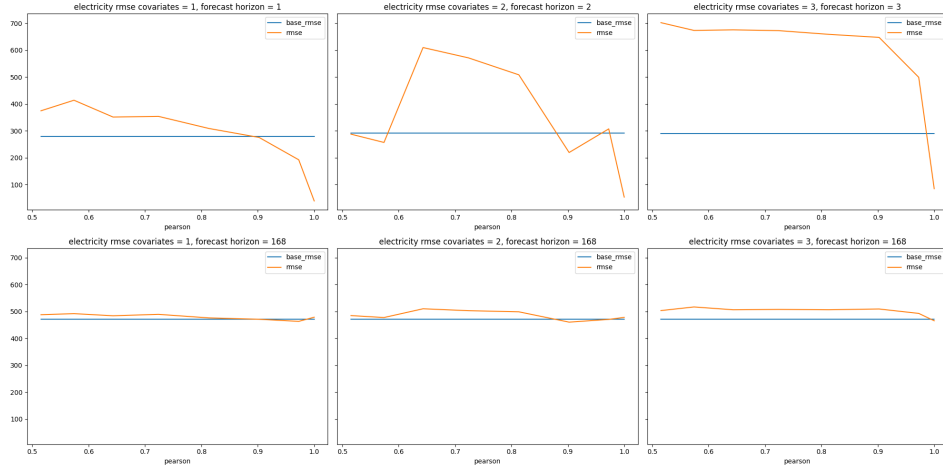 electricity rmse covariates = 1, forecast horizon = 1
700
600
500
400
300
200
100
base_rmse
rmse
0.5 0.6 0.7 0.8 0.9 1.0
pearson
electricity rmse covariates = 2, forecast horizon = 2
base_rmse
rmse
0.5 0.6 0.7 0.8 0.9 1.0
pearson
electricity rmse covariates = 3, forecast horizon = 3
base_rmse
rmse
0.5 0.6 0.7 0.8 0.9 1.0
pearson
electricity rmse covariates = 1, forecast horizon = 168
700
600
500
400
300
200
100
base_rmse
rmse
0.5 0.6 0.7 0.8 0.9 1.0
pearson
electricity rmse covariates = 2, forecast horizon = 168
base_rmse
rmse
0.5 0.6 0.7 0.8 0.9 1.0
pearson
electricity rmse covariates = 3, forecast horizon = 168
base_rmse
rmse
0.5 0.6 0.7 0.8 0.9 1.0
pearson